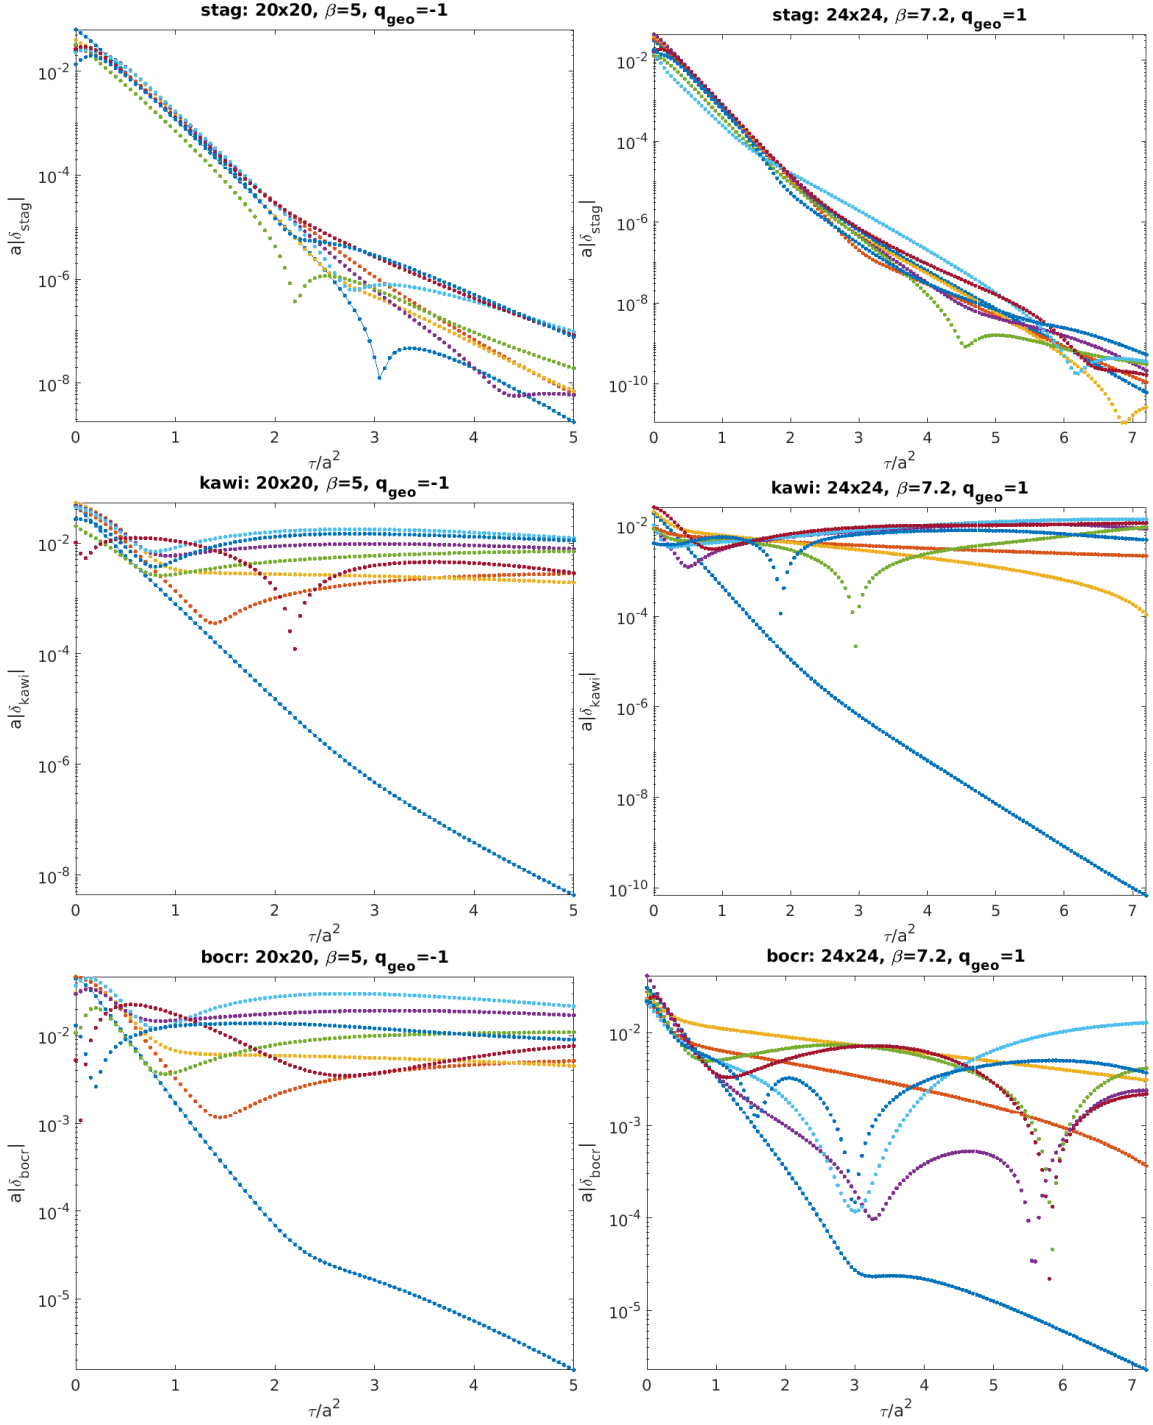 stag: 20x20, β=5, q_geo=-1
a|δ_stag|
10^-2
10^-4
10^-6
10^-8
0 1 2 3 4 5
τ/a^2
stag: 24x24, β=7.2, q_geo=1
a|δ_stag|
10^-2
10^-4
10^-6
10^-8
10^-10
0 1 2 3 4 5 6 7
τ/a^2
kawi: 20x20, β=5, q_geo=-1
a|δ_kawi|
10^-2
10^-4
10^-6
10^-8
0 1 2 3 4 5
τ/a^2
kawi: 24x24, β=7.2, q_geo=1
a|δ_kawi|
10^-2
10^-4
10^-6
10^-8
10^-10
0 1 2 3 4 5 6 7
τ/a^2
bocr: 20x20, β=5, q_geo=-1
a|δ_bocr|
10^-2
10^-3
10^-4
10^-5
0 1 2 3 4 5
τ/a^2
bocr: 24x24, β=7.2, q_geo=1
a|δ_bocr|
10^-2
10^-3
10^-4
10^-5
0 1 2 3 4 5 6 7
τ/a^2